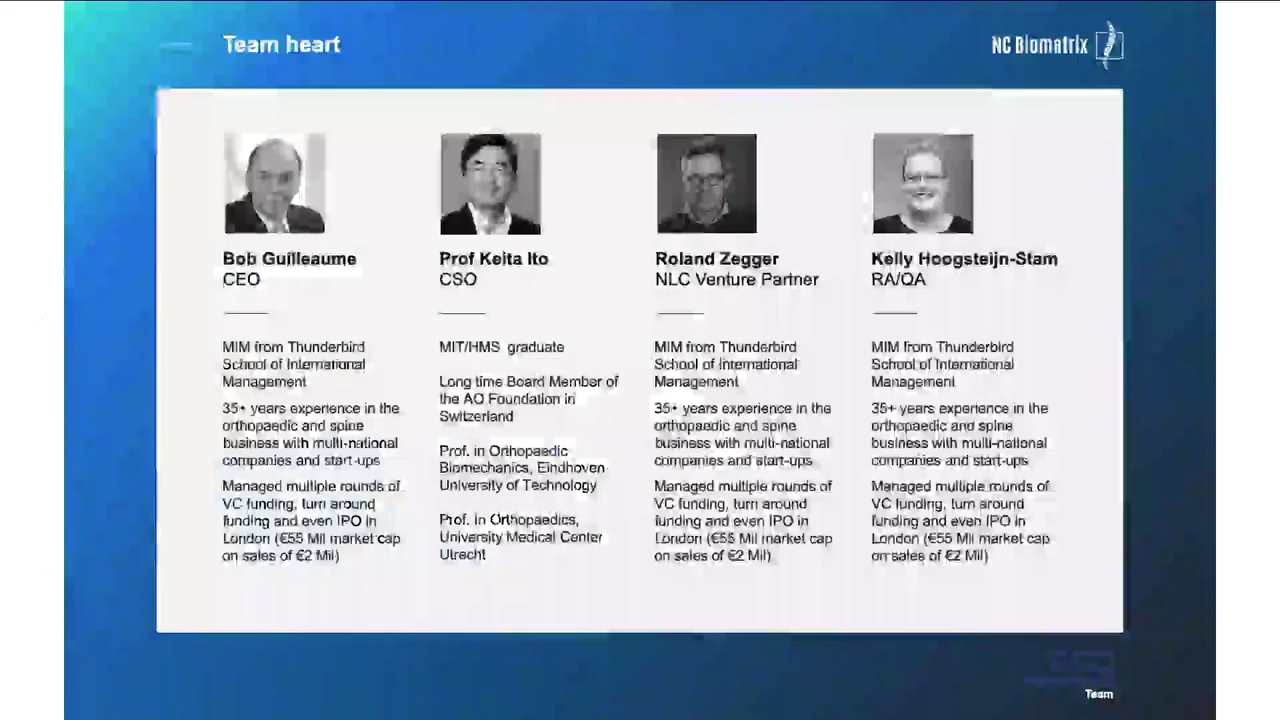 Team heart
NC Biomatrix
Bob Guilleaume
CEO
MIM from Thunderbird
School of International
Management
35+ years experience in the
orthopaedic and spine
business with multi-national
companies and start-ups
Managed multiple rounds of
VC funding, turn around
funding and even IPO in
London (€55 Mil market cap
on sales of €2 Mil)
Prof Keita Ito
CSO
MIT/HMS graduate
Long time Board Member of
the AO Foundation in
Switzerland
Prof. in Orthopaedic
Biomechanics, Eindhoven
University of Technology
Prof. in Orthopaedics,
University Medical Center
Utrecht
Roland Zegger
NLC Venture Partner
MIM from Thunderbird
School of International
Management
35+ years experience in the
orthopaedic and spine
business with multi-national
companies and start-ups
Managed multiple rounds of
VC funding, turn around
funding and even IPO in
London (€55 Mil market cap
on sales of €2 Mil)
Kelly Hoogsteijn-Stam
RA/QA
MIM from Thunderbird
School of International
Management
35+ years experience in the
orthopaedic and spine
business with multi-national
companies and start-ups
Managed multiple rounds of
VC funding, turn around
funding and even IPO in
London (€55 Mil market cap
on sales of €2 Mil)
Team